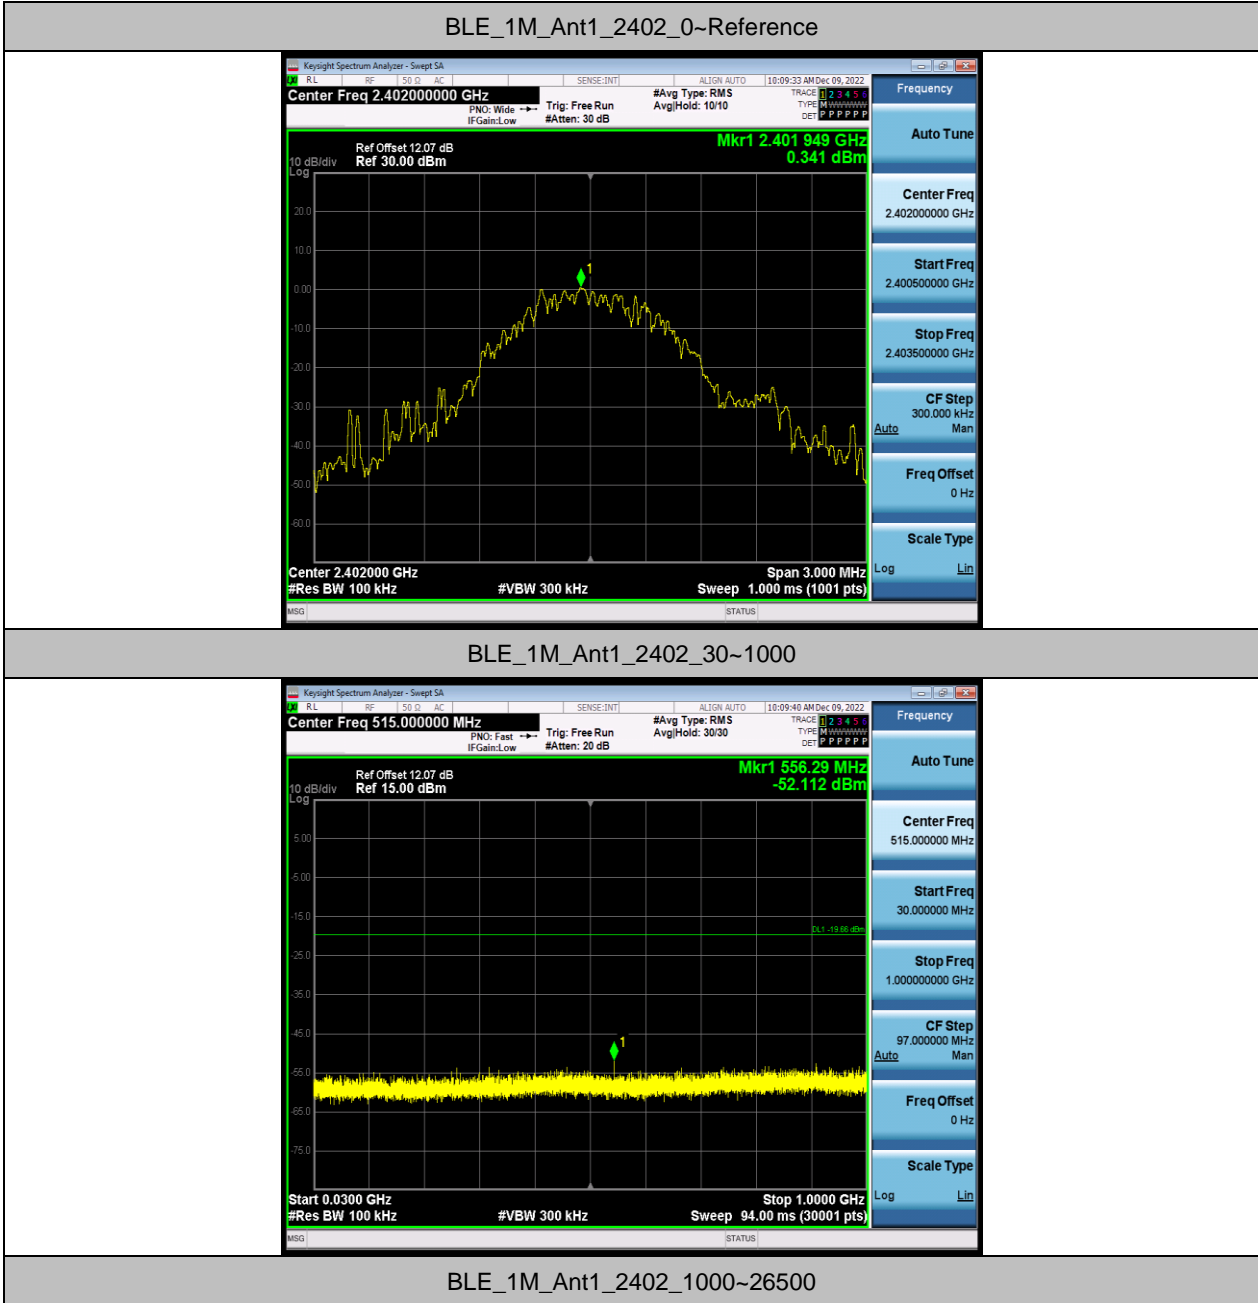 BLE_1M_Ant1_2402_0~Reference
Keysight Spectrum Analyzer - Swept SA
RL RF 50 Ω AC SENSE:INT ALIGN AUTO 10:09:33 AM Dec 09, 2022
Center Freq 2.402000000 GHz
PNO: Wide
IFGain:Low
Trig: Free Run
#Atten: 30 dB
#Avg Type: RMS
Avg|Hold: 10/10
TRACE 1 2 3 4 5 6
TYPE M WWWWW
DET P P P P P P
Mkr1 2.401 949 GHz
0.341 dBm
Ref Offset 12.07 dB
10 dB/div Ref 30.00 dBm
Log
20.0
10.0
0.00
-10.0
-20.0
-30.0
-40.0
-50.0
-60.0
1
Center 2.402000 GHz Span 3.000 MHz
#Res BW 100 kHz #VBW 300 kHz Sweep 1.000 ms (1001 pts)
MSG STATUS
Frequency
Auto Tune
Center Freq
2.402000000 GHz
Start Freq
2.400500000 GHz
Stop Freq
2.403500000 GHz
CF Step
300.000 kHz
Auto Man
Freq Offset
0 Hz
Scale Type
Log Lin
BLE_1M_Ant1_2402_30~1000
Keysight Spectrum Analyzer - Swept SA
RL RF 50 Ω AC SENSE:INT ALIGN AUTO 10:09:40 AM Dec 09, 2022
Center Freq 515.000000 MHz
PNO: Fast
IFGain:Low
Trig: Free Run
#Atten: 20 dB
#Avg Type: RMS
Avg|Hold: 30/30
TRACE 1 2 3 4 5 6
TYPE M WWWWW
DET P P P P P P
Mkr1 556.29 MHz
-52.112 dBm
Ref Offset 12.07 dB
10 dB/div Ref 15.00 dBm
Log
5.00
-5.00
-15.0
-25.0
-35.0
-45.0
-55.0
-65.0
-75.0
DL1 -19.66 dBm
1
Start 0.0300 GHz Stop 1.0000 GHz
#Res BW 100 kHz #VBW 300 kHz Sweep 94.00 ms (30001 pts)
MSG STATUS
Frequency
Auto Tune
Center Freq
515.000000 MHz
Start Freq
30.000000 MHz
Stop Freq
1.000000000 GHz
CF Step
97.000000 MHz
Auto Man
Freq Offset
0 Hz
Scale Type
Log Lin
BLE_1M_Ant1_2402_1000~26500